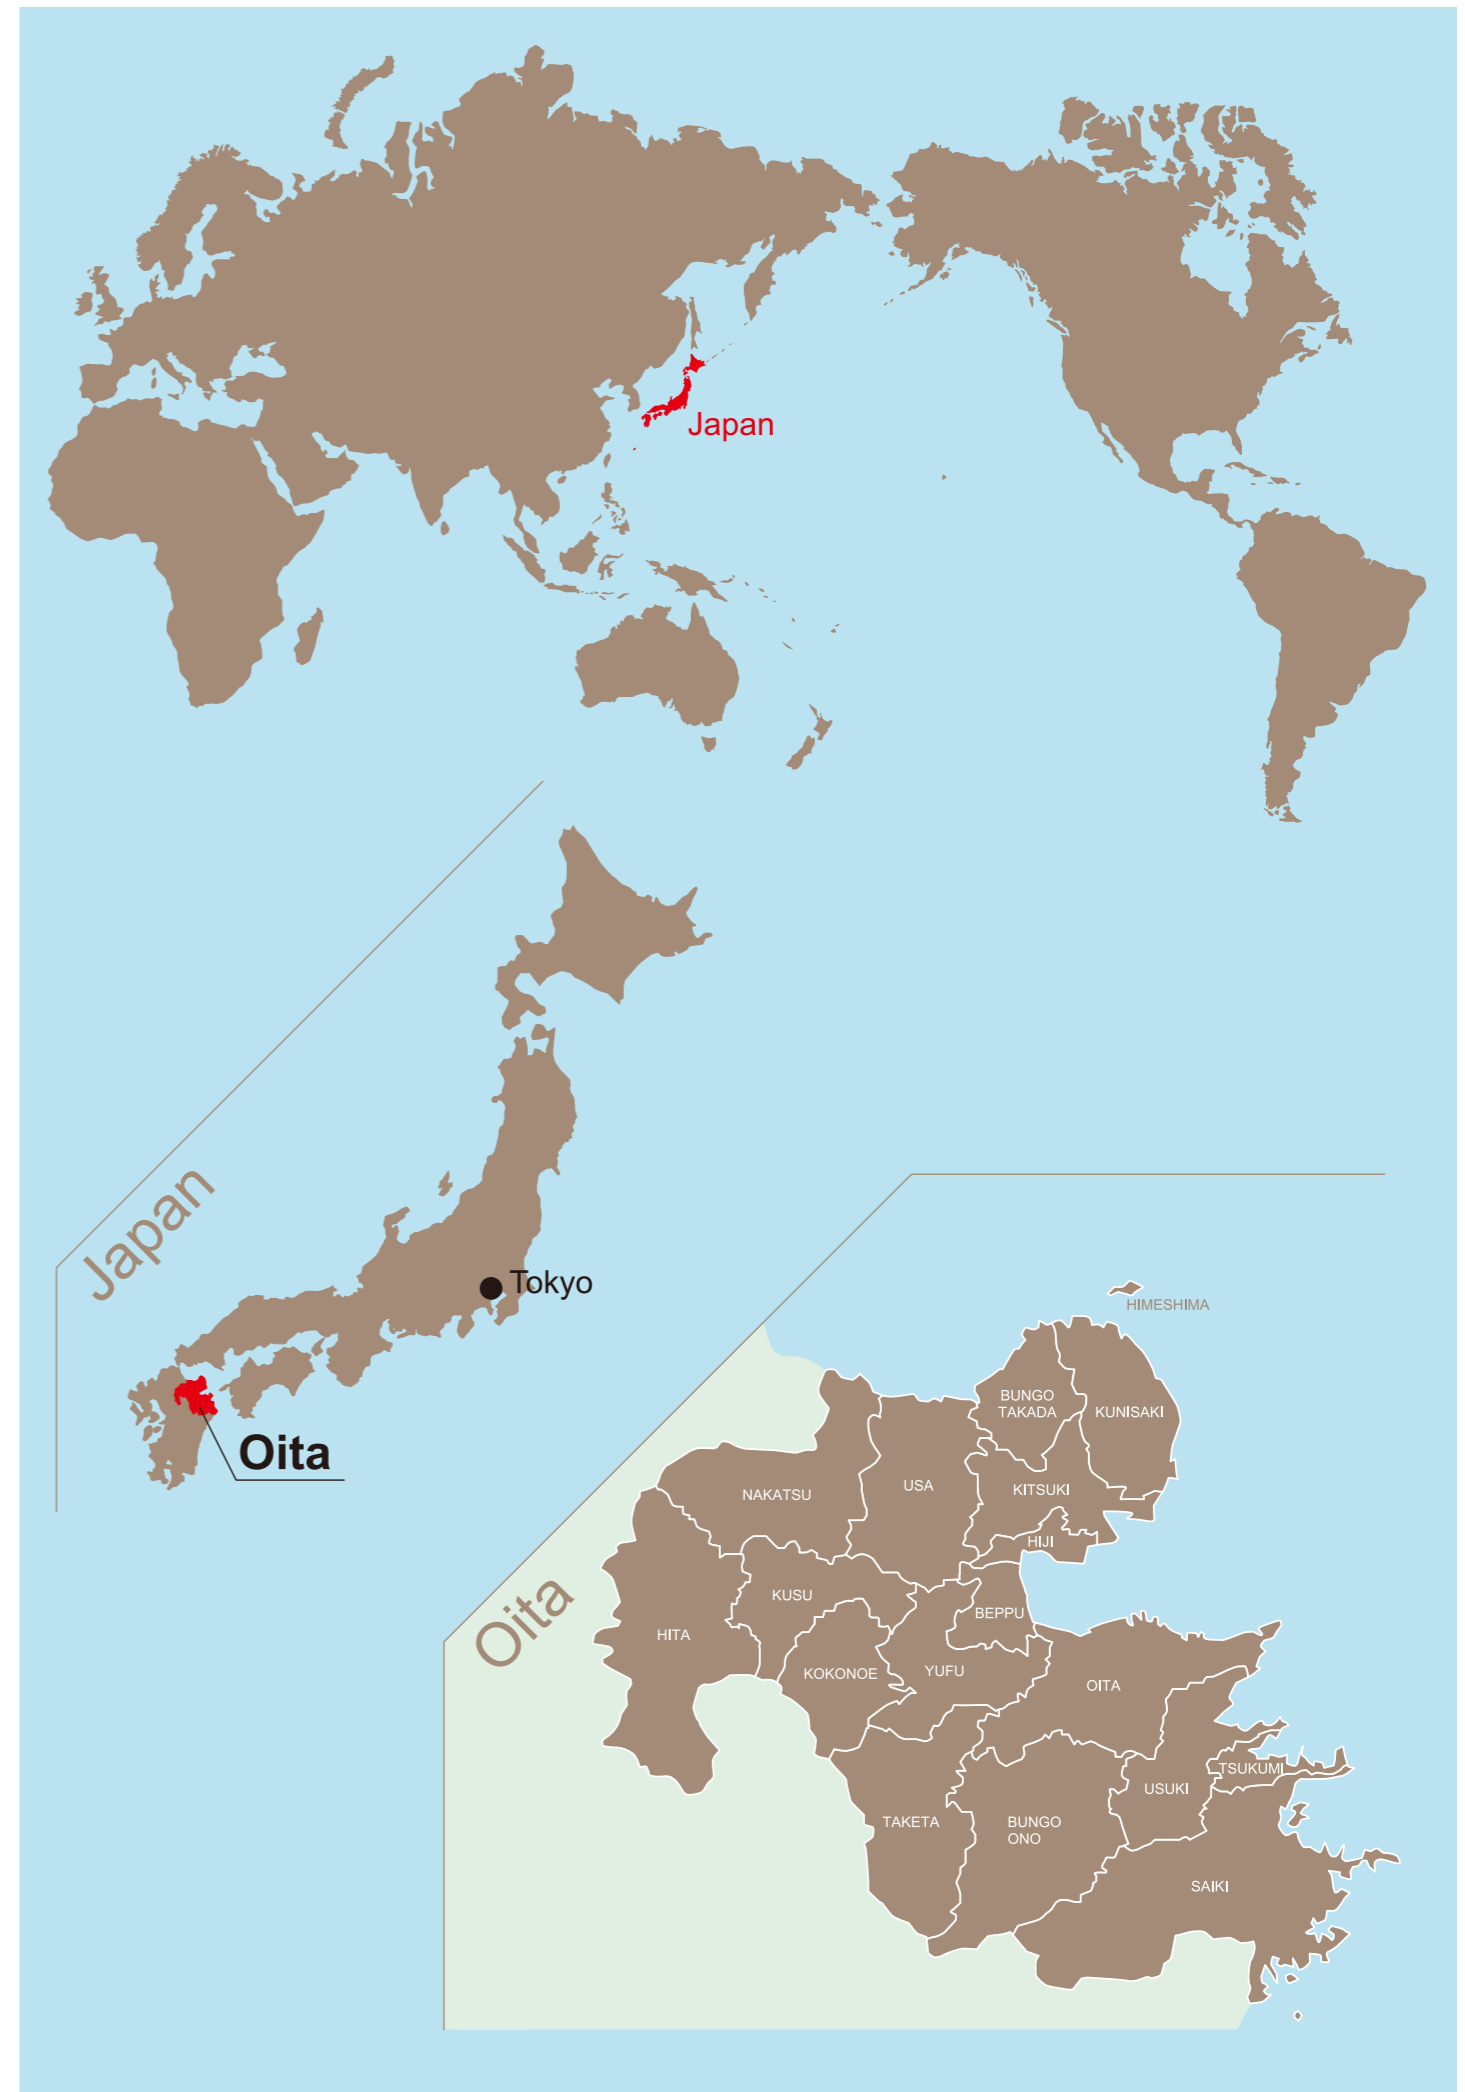 Japan
Japan
Tokyo
Oita
Oita
HIMESHIMA
BUNGO
TAKADA
KUNISAKI
NAKATSU
USA
KITSUKI
HIJI
KUSU
BEPPU
HITA
KOKONOE
YUFU
OITA
TSUKUMI
USUKI
TAKETA
BUNGO
ONO
SAIKI